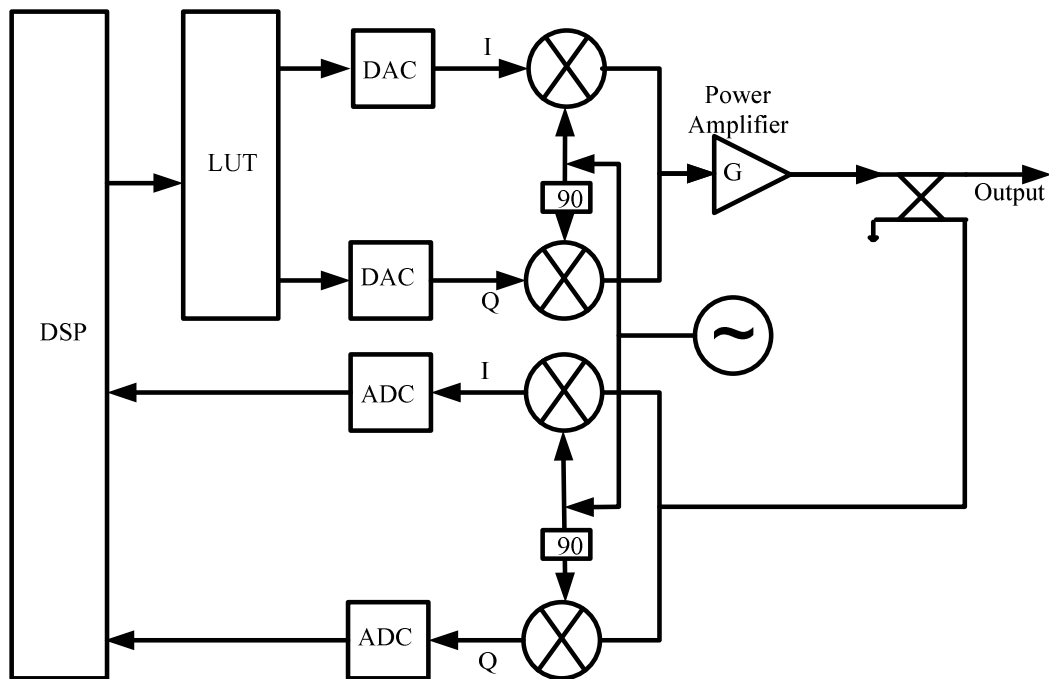 DSP
LUT
DAC
I
90
DAC
Q
Power
Amplifier
G
Output
~
ADC
I
90
ADC
Q